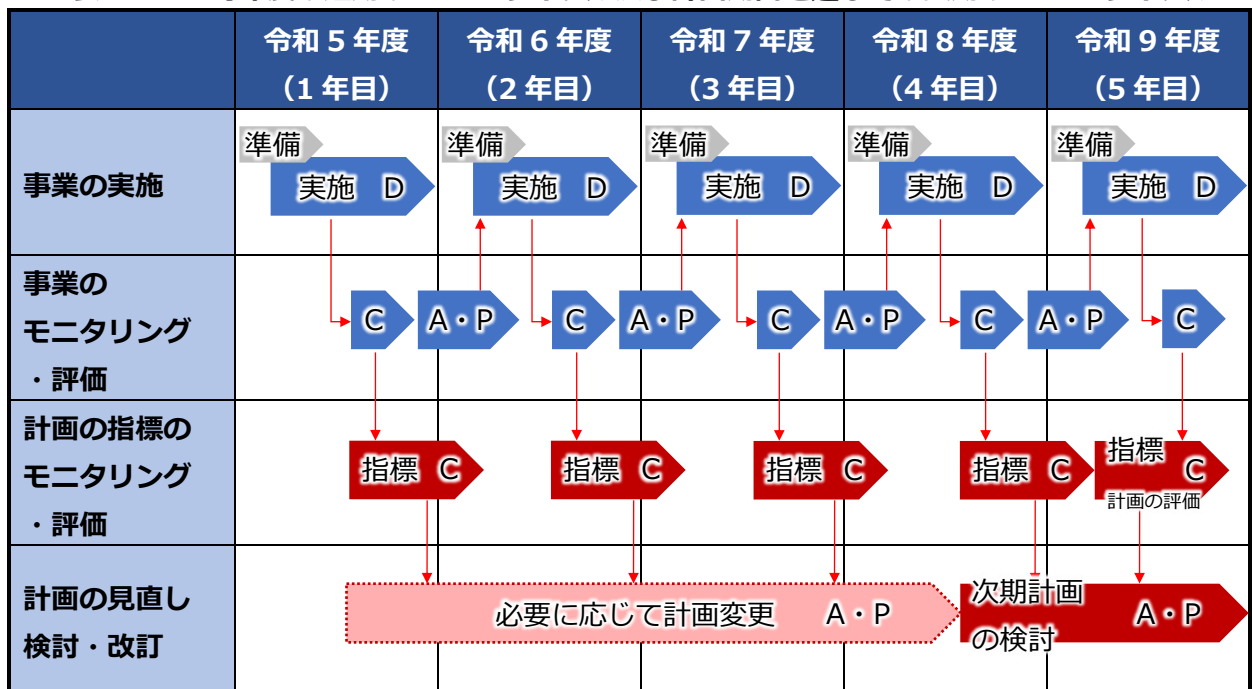 令和 5 年度
（1 年目）
令和 6 年度
（2 年目）
令和 7 年度
（3 年目）
令和 8 年度
（4 年目）
令和 9 年度
（5 年目）
事業の実施
準備
実施 D
準備
実施 D
準備
実施 D
準備
実施 D
準備
実施 D
事業の
モニタリング
・評価
C
A・P
C
A・P
C
A・P
C
A・P
C
計画の指標の
モニタリング
・評価
指標 C
指標 C
指標 C
指標 C
指標
C
計画の評価
計画の見直し
検討・改訂
必要に応じて計画変更 A・P
次期計画
の検討
A・P